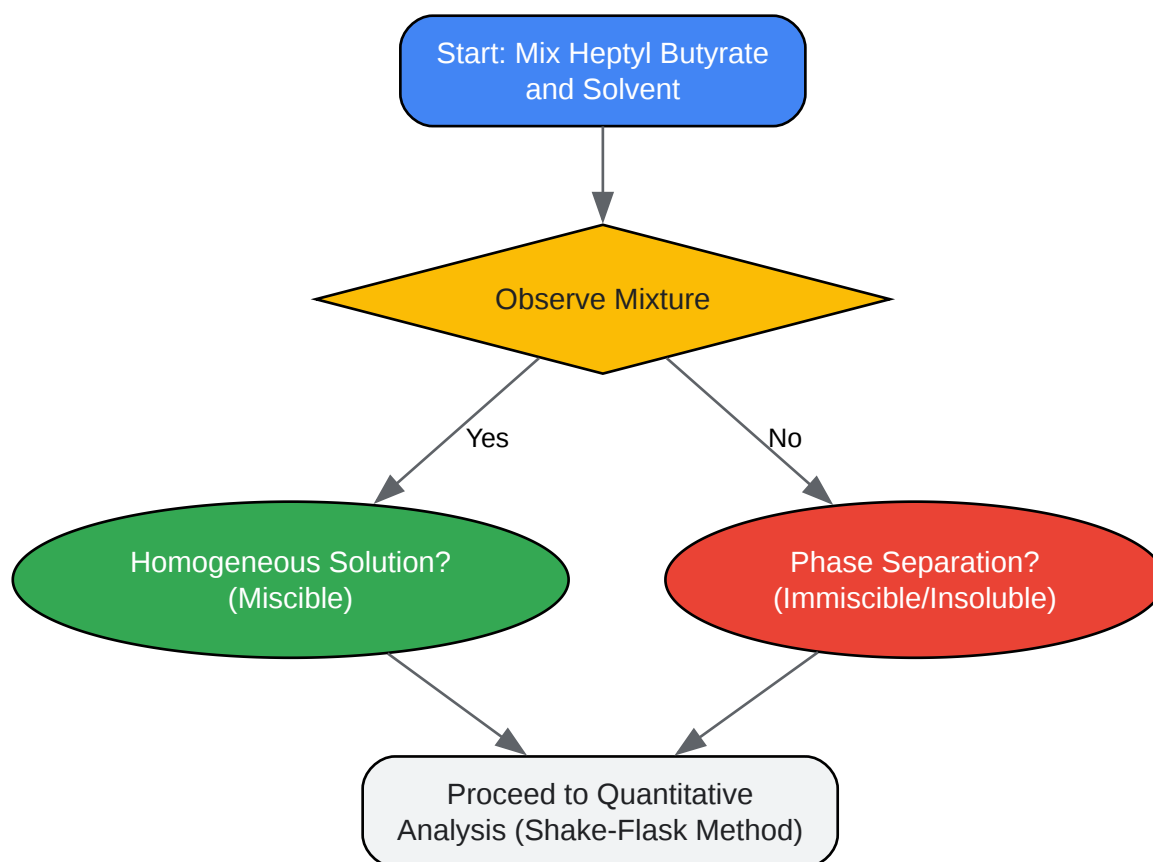 Start: Mix Heptyl Butyrate
and Solvent
Observe Mixture
Yes
No
Homogeneous Solution?
(Miscible)
Phase Separation?
(Immiscible/Insoluble)
Proceed to Quantitative
Analysis (Shake-Flask Method)